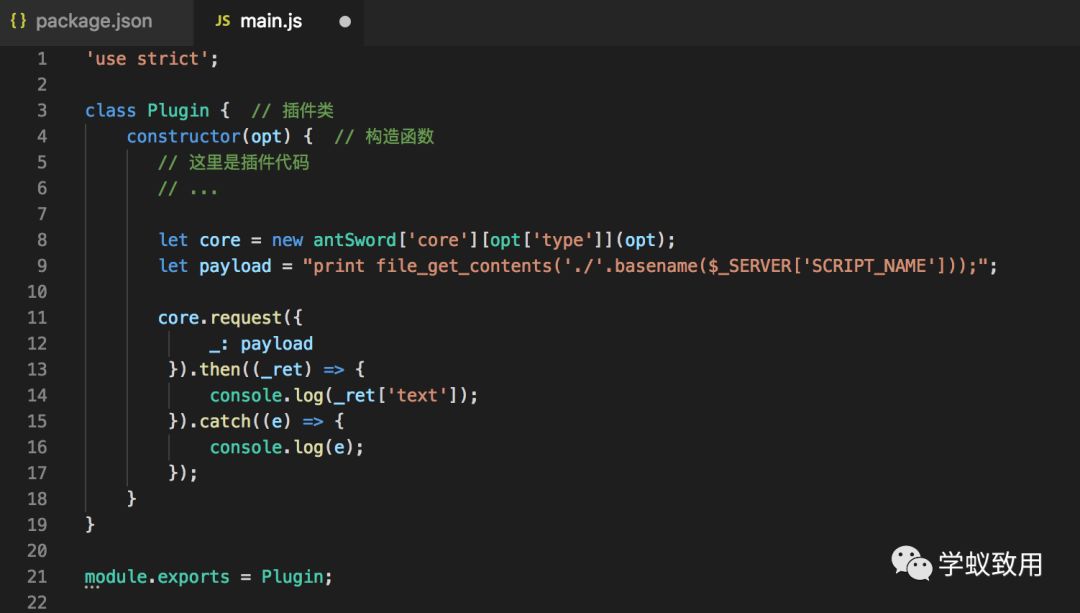 {} package.json JS main.js
1 'use strict';
2
3 class Plugin { // 插件类
4 constructor(opt) { // 构造函数
5 // 这里是插件代码
6 // ...
7
8 let core = new antSword['core'][opt['type']](opt);
9 let payload = "print file_get_contents('./'.basename($_SERVER['SCRIPT_NAME']));";
10
11 core.request({
12 _: payload
13 }).then((_ret) => {
14 console.log(_ret['text']);
15 }).catch((e) => {
16 console.log(e);
17 });
18 }
19 }
20
21 module.exports = Plugin;
22
学蚁致用